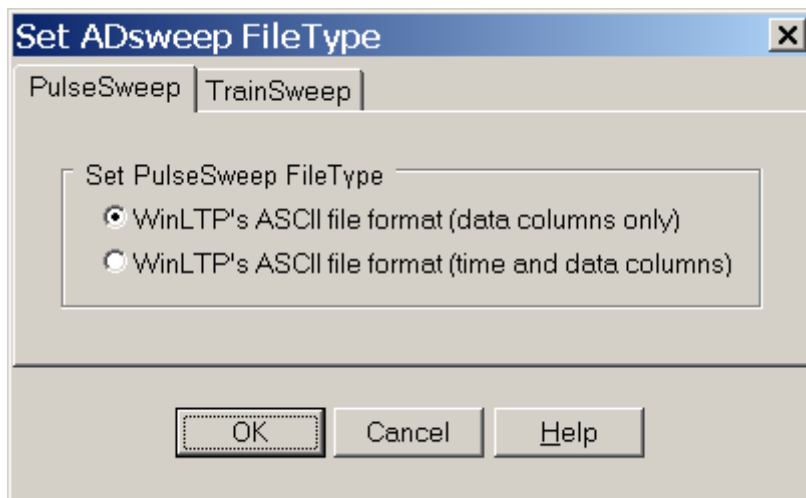 Set ADsweep FileType
PulseSweep TrainSweep
Set PulseSweep FileType
WinLTP's ASCII file format (data columns only)
WinLTP's ASCII file format (time and data columns)
OK Cancel Help